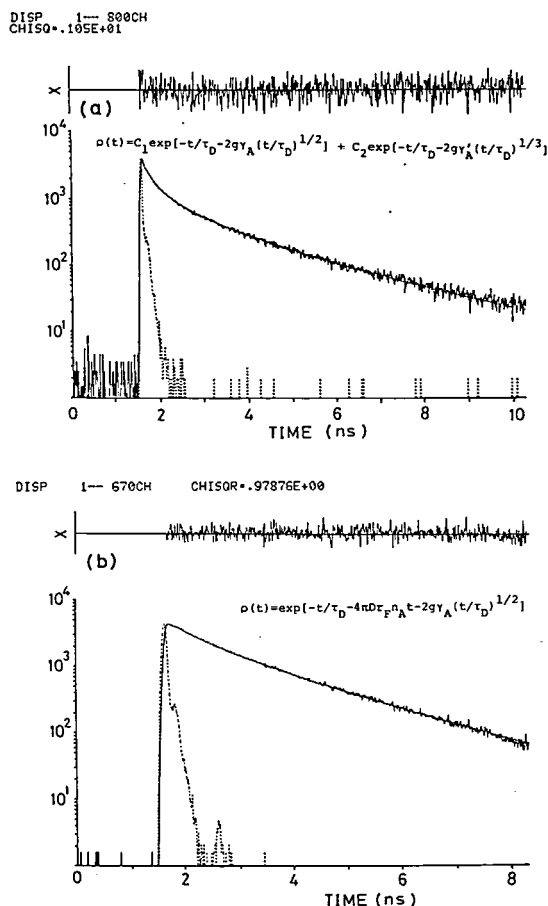 DISP 1-- 800CH
CHISQ=.105E+01
X
(a)
ρ(t)=C₁exp[-t/τ_D-2gγ_A(t/τ_D)^1/2] + C₂exp[-t/τ_D-2gγ'_A(t/τ_D)^1/3]
10⁴
10³
10²
10¹
0 2 4 6 8 10
TIME (ns)
DISP 1-- 670CH CHISQR=.97876E+00
X
(b)
ρ(t)=exp[-t/τ_D-4πDr_Fn_At-2gγ_A(t/τ_D)^1/2]
10⁴
10³
10²
10¹
0 2 4 6 8
TIME (ns)